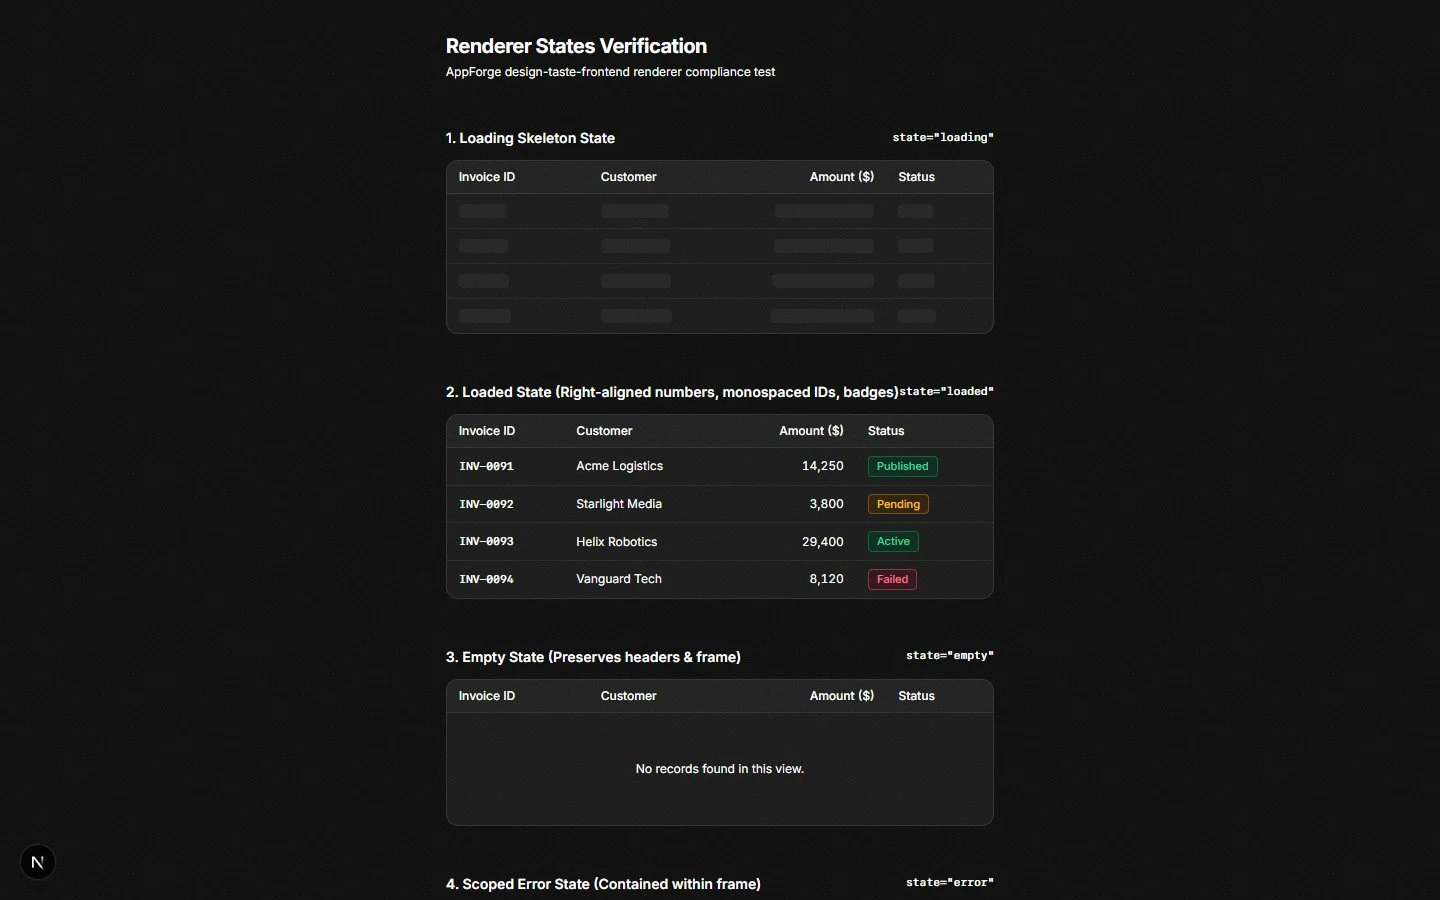 Renderer States Verification
AppForge design-taste-frontend renderer compliance test
1. Loading Skeleton State state="loading"
Invoice ID Customer Amount ($) Status
2. Loaded State (Right-aligned numbers, monospaced IDs, badges) state="loaded"
Invoice ID Customer Amount ($) Status
INV-0091 Acme Logistics 14,250 Published
INV-0092 Starlight Media 3,800 Pending
INV-0093 Helix Robotics 29,400 Active
INV-0094 Vanguard Tech 8,120 Failed
3. Empty State (Preserves headers & frame) state="empty"
Invoice ID Customer Amount ($) Status
No records found in this view.
N
4. Scoped Error State (Contained within frame) state="error"